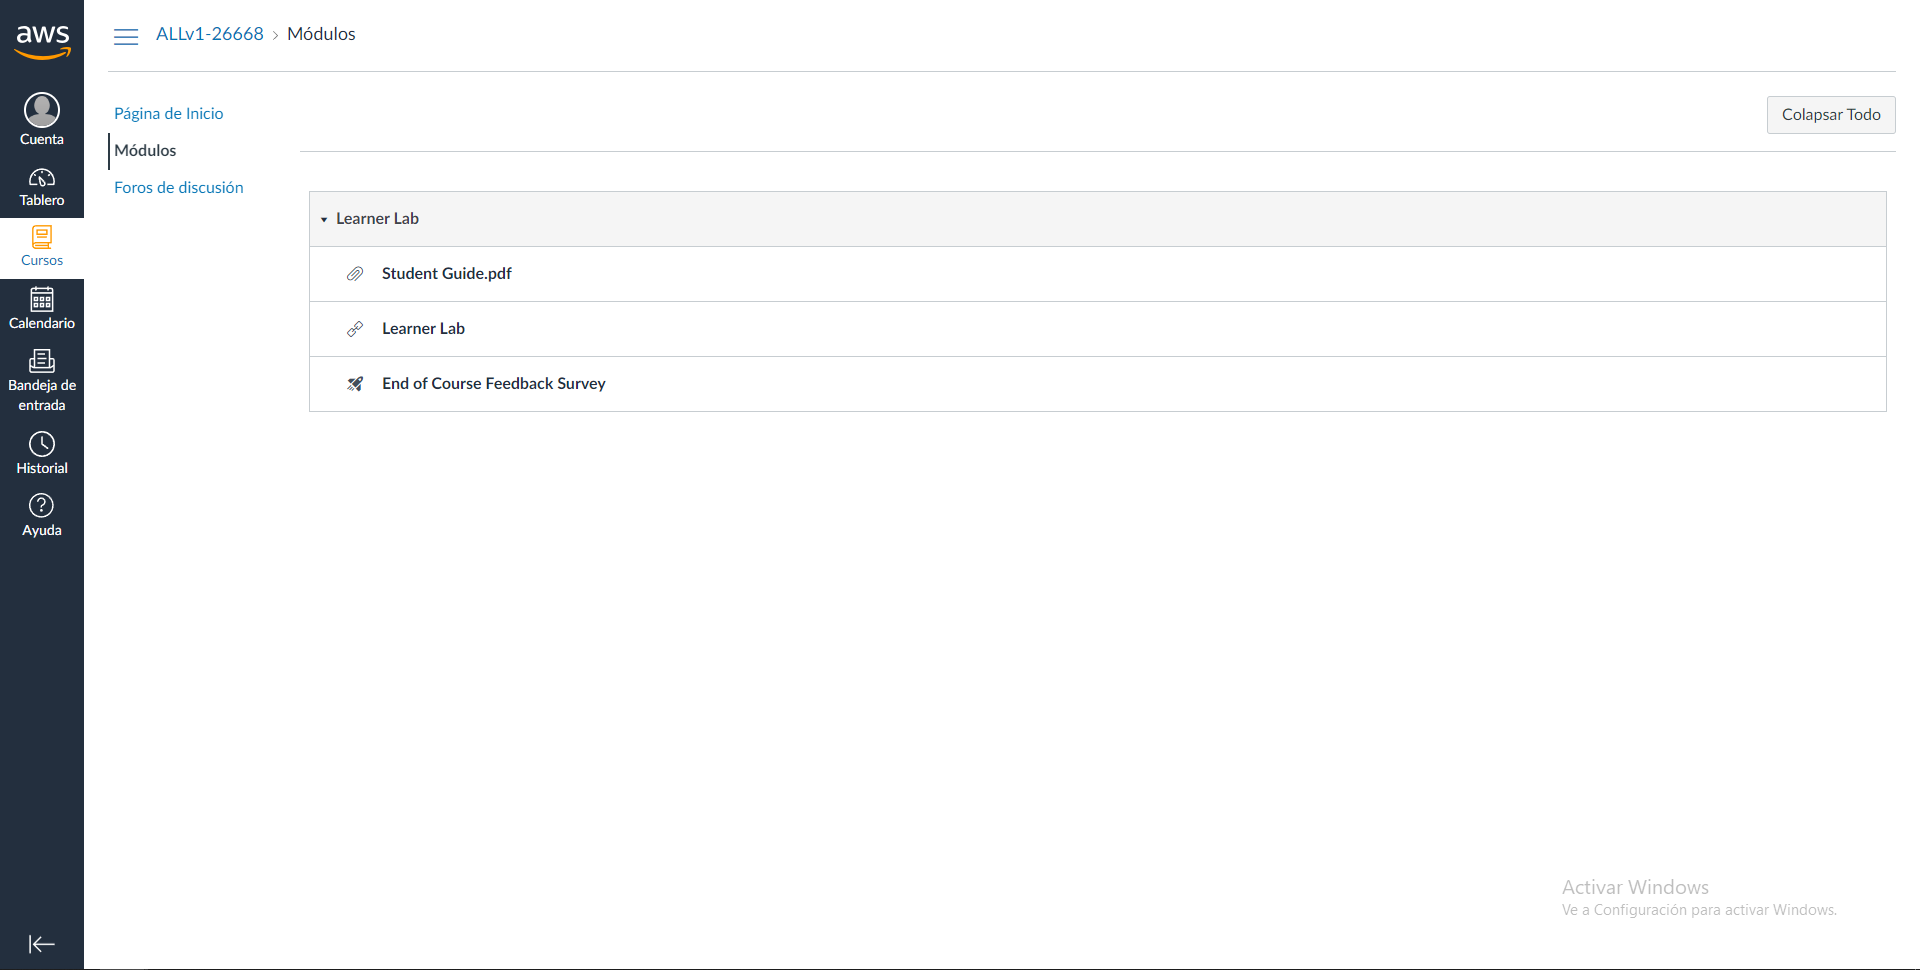 aws
Cuenta
Tablero
Cursos
Calendario
Bandeja de
entrada
Historial
Ayuda
ALLv1-26668 › Módulos
Página de Inicio
Módulos
Foros de discusión
Colapsar Todo
Learner Lab
Student Guide.pdf
Learner Lab
End of Course Feedback Survey
Activar Windows
Ve a Configuración para activar Windows.